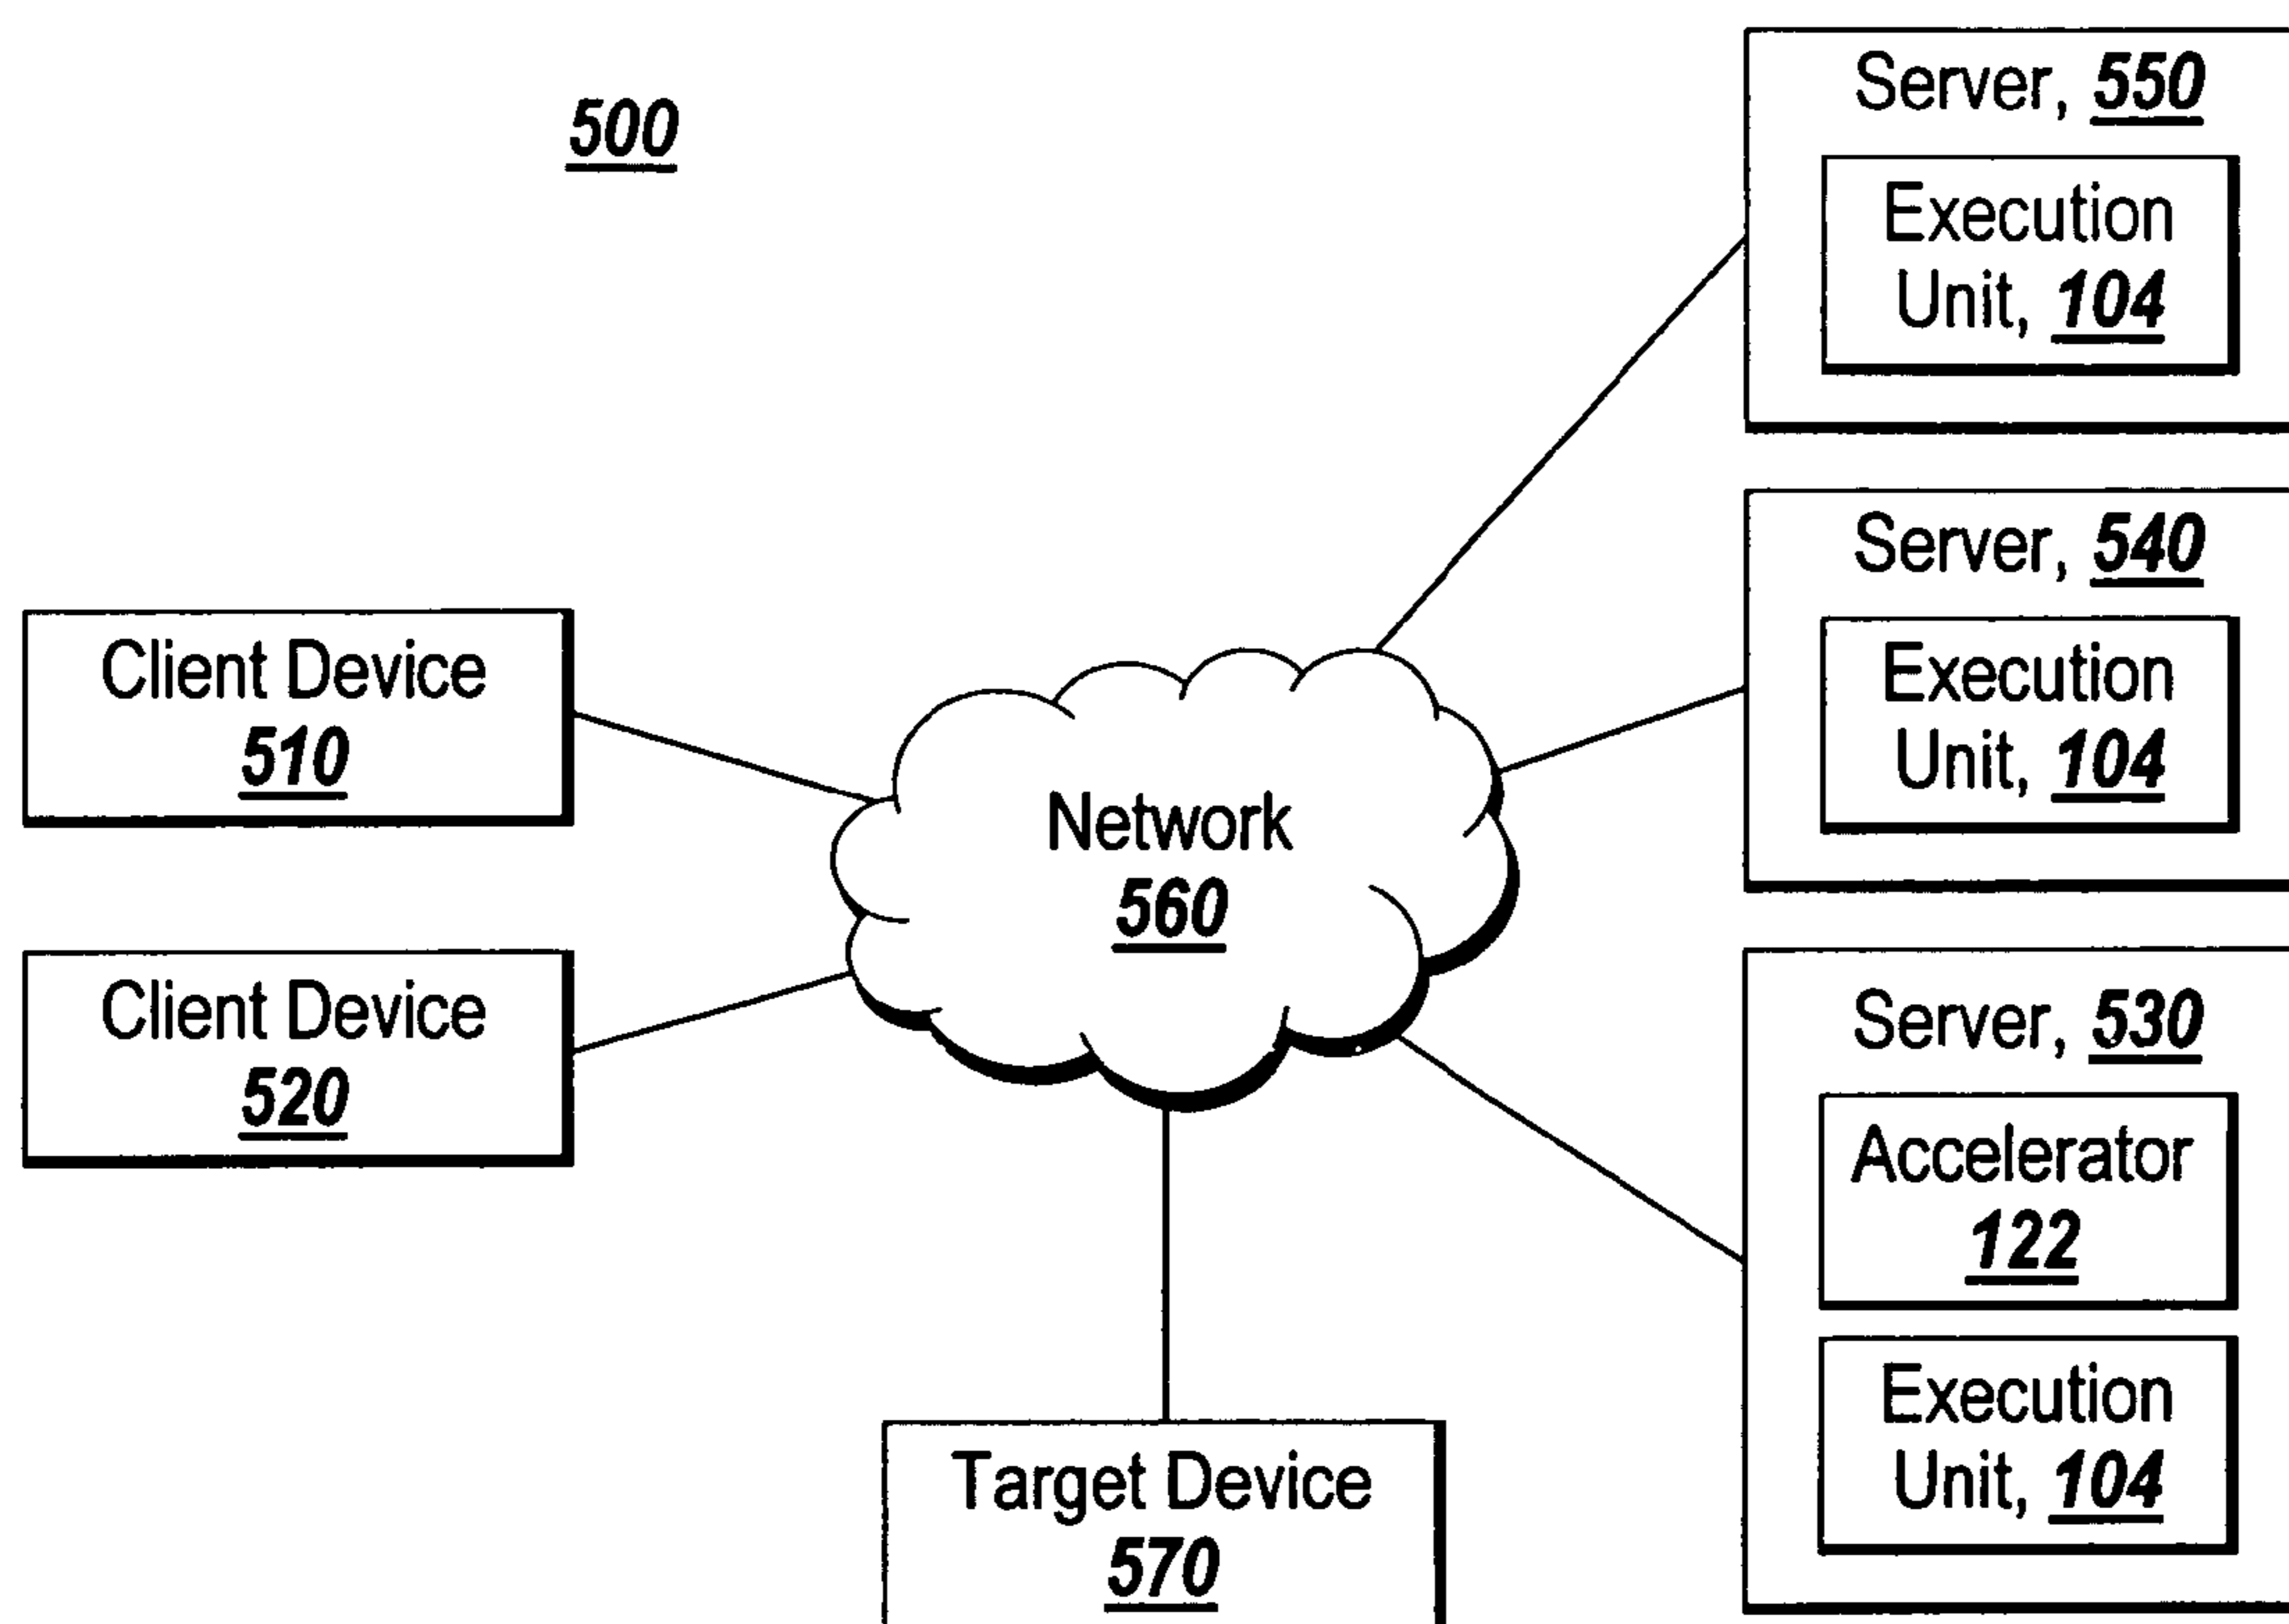 500
Server, 550
Execution
Unit, 104
Server, 540
Execution
Unit, 104
Client Device
510
Network
560
Client Device
520
Server, 530
Accelerator
122
Execution
Unit, 104
Target Device
570